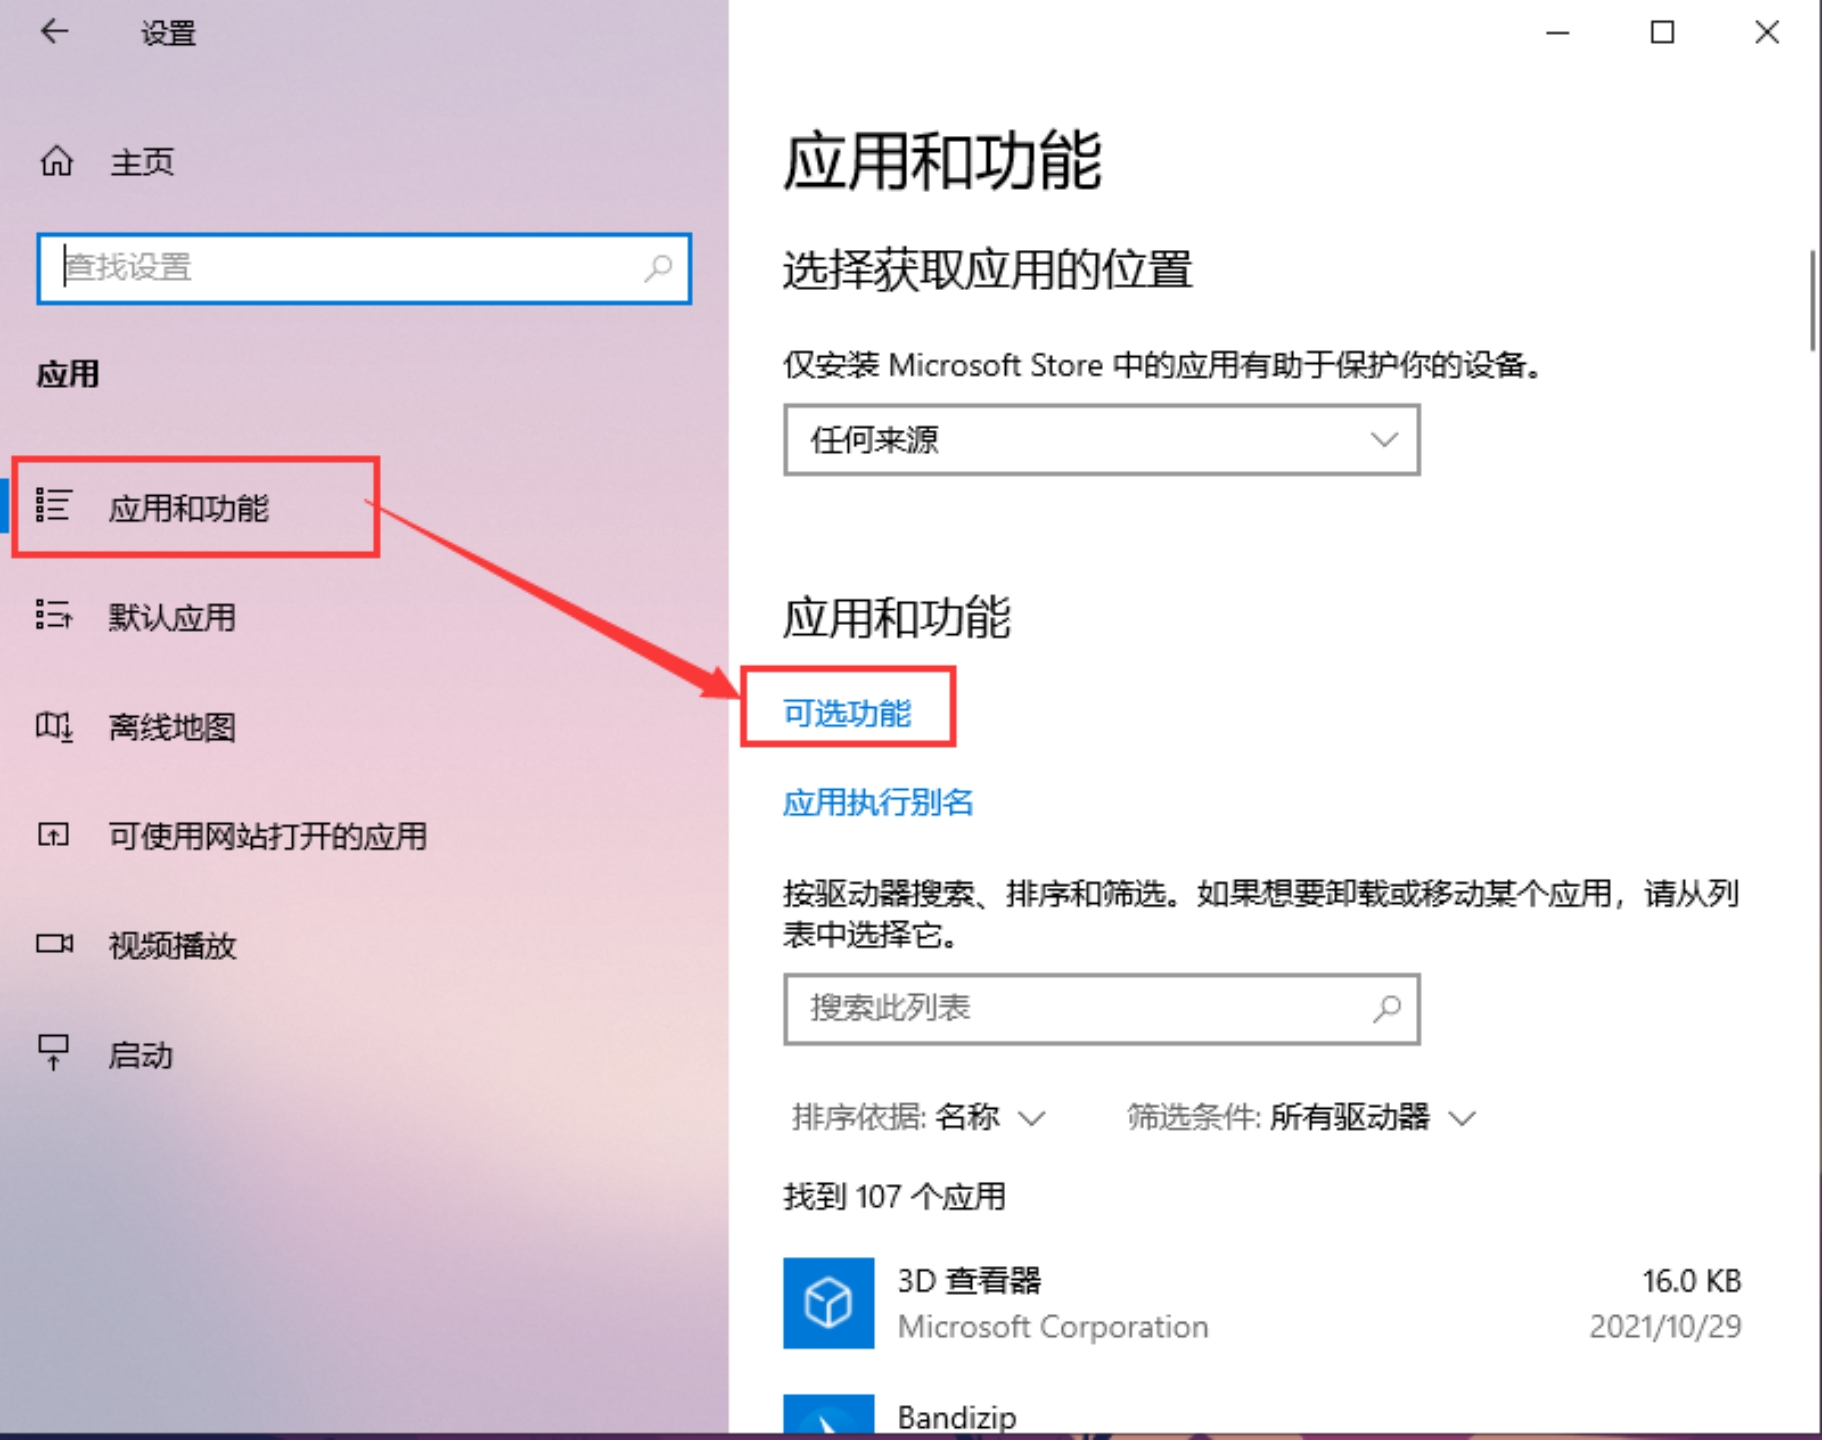 设置
主页
查找设置
应用
应用和功能
默认应用
离线地图
可使用网站打开的应用
视频播放
启动
应用和功能
选择获取应用的位置
仅安装 Microsoft Store 中的应用有助于保护你的设备。
任何来源
应用和功能
可选功能
应用执行别名
按驱动器搜索、排序和筛选。如果想要卸载或移动某个应用，请从列
表中选择它。
搜索此列表
排序依据: 名称 筛选条件: 所有驱动器
找到 107 个应用
3D 查看器 16.0 KB
Microsoft Corporation 2021/10/29
Bandizip